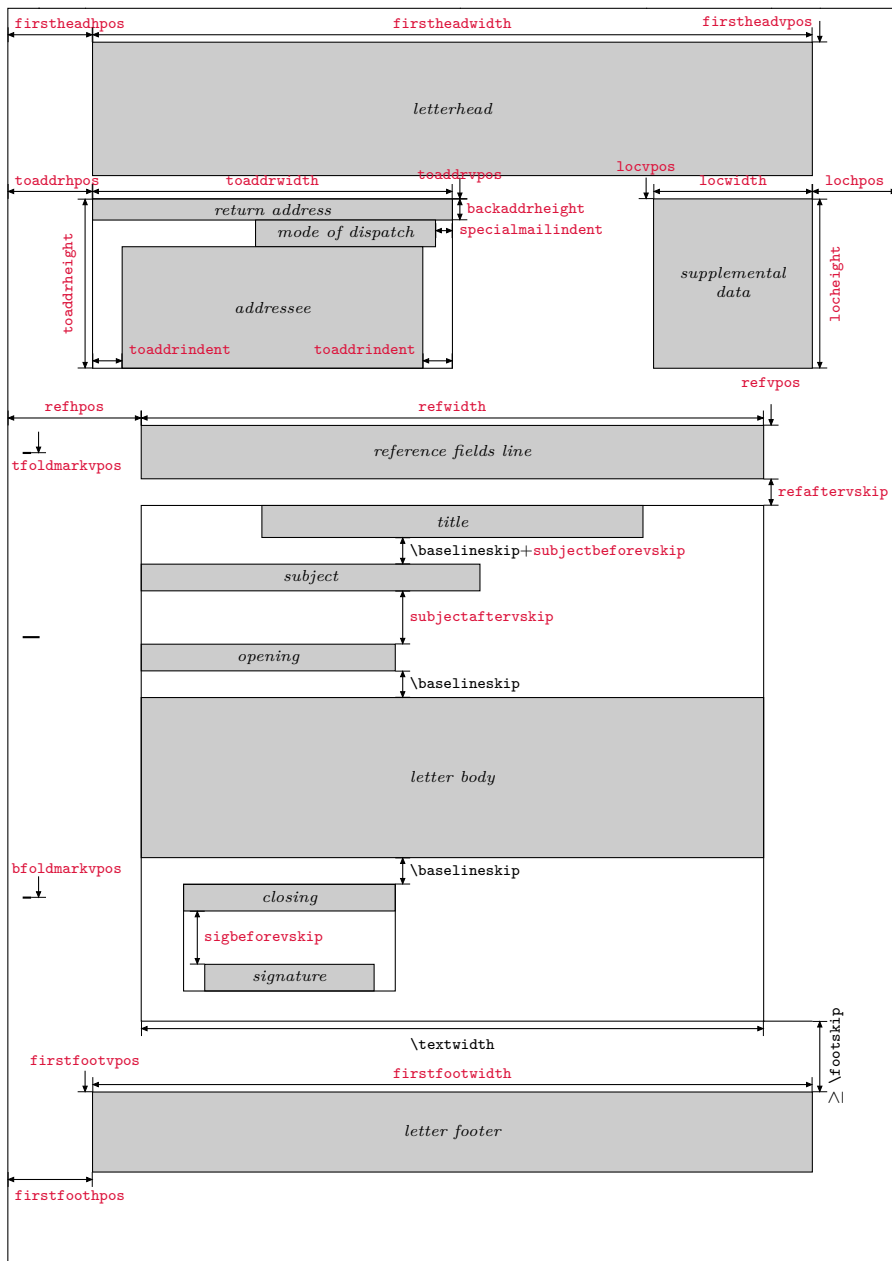 firstheadhpos firstheadwidth firstheadvpos
letterhead
toaddrhpos toaddrwidth toaddrvpos locvpos locwidth lochpos
return address backaddrheight
mode of dispatch specialmailindent
toaddrheight
addressee
supplemental
data
locheight
toaddrindent toaddrindent
refvpos
refhpos refwidth
reference fields line
tfoldmarkvpos
refaftervskip
title
\baselineskip+subjectbeforevskip
subject
subjectaftervskip
opening
\baselineskip
letter body
bfoldmarkvpos
\baselineskip
closing
sigbeforevskip
signature
\textwidth
≥ \footskip
firstfootvpos
firstfootwidth
letter footer
firstfoothpos